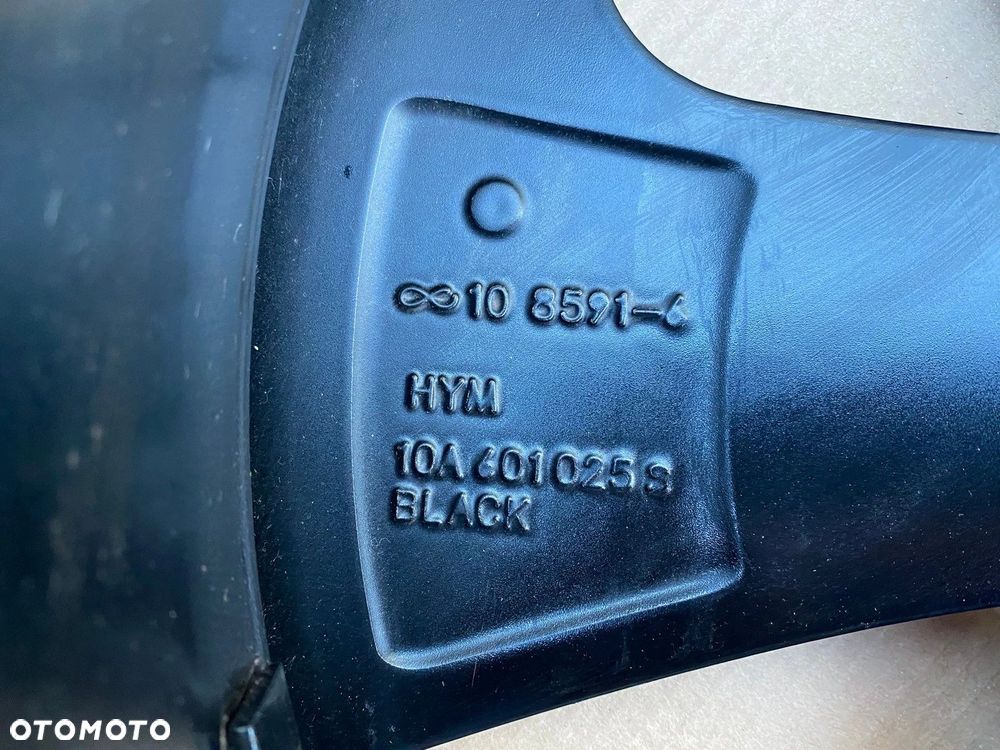 ∞10 8591-6
HYM
10A 601 025 S
BLACK
OTOMOTO